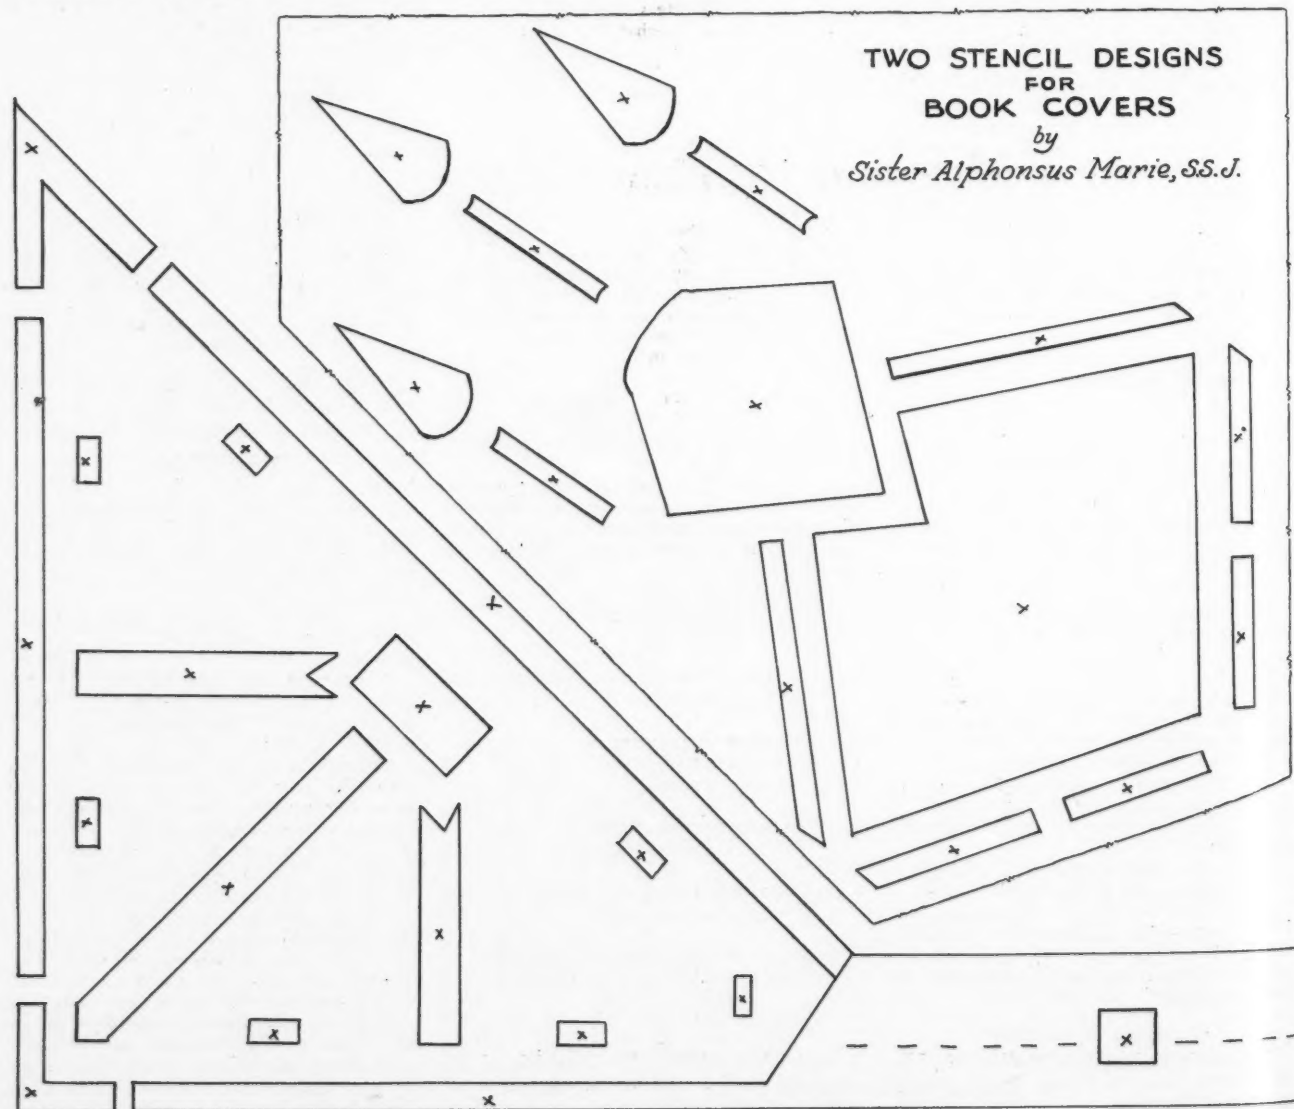 TWO STENCIL DESIGNS
FOR
BOOK COVERS
by
Sister Alphonsus Marie, S.S.J.